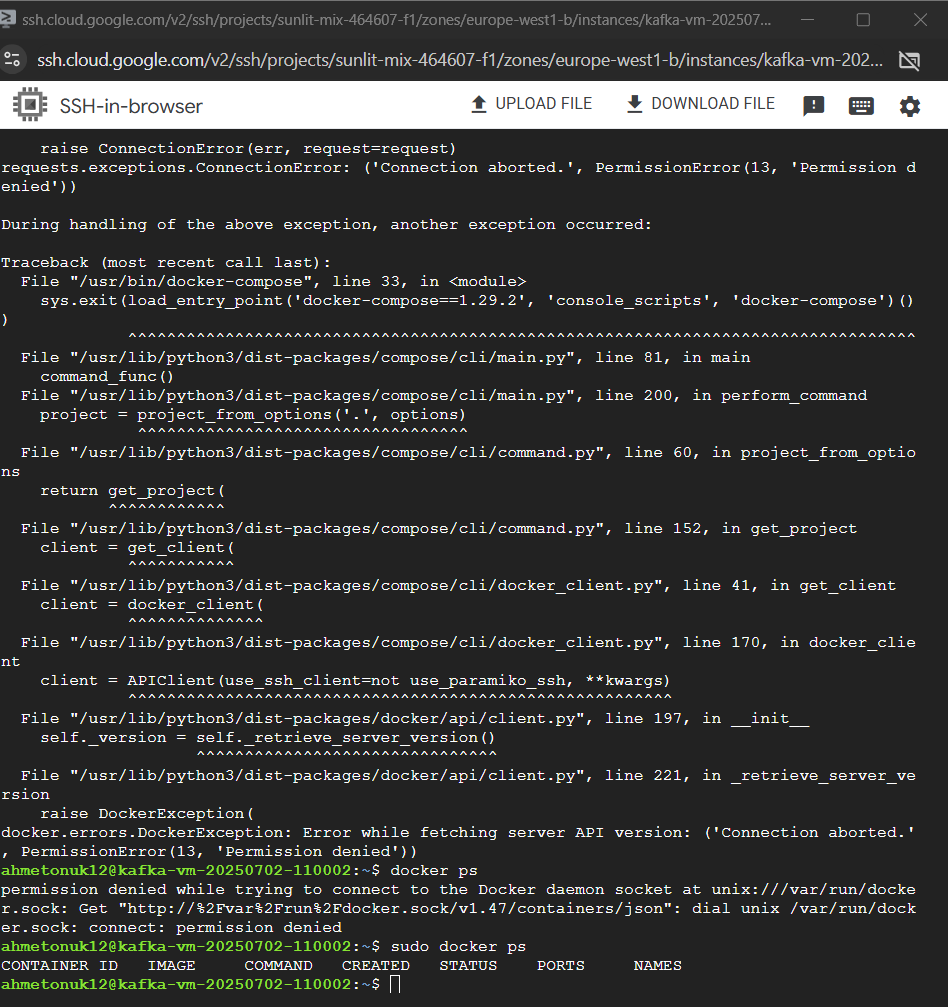 ssh.cloud.google.com/v2/ssh/projects/sunlit-mix-464607-f1/zones/europe-west1-b/instances/kafka-vm-202507...
ssh.cloud.google.com/v2/ssh/projects/sunlit-mix-464607-f1/zones/europe-west1-b/instances/kafka-vm-202...
SSH-in-browser
UPLOAD FILE
DOWNLOAD FILE
    raise ConnectionError(err, request=request)
requests.exceptions.ConnectionError: ('Connection aborted.', PermissionError(13, 'Permission d
enied'))
During handling of the above exception, another exception occurred:
Traceback (most recent call last):
  File "/usr/bin/docker-compose", line 33, in <module>
    sys.exit(load_entry_point('docker-compose==1.29.2', 'console_scripts', 'docker-compose')()
)
             ^^^^^^^^^^^^^^^^^^^^^^^^^^^^^^^^^^^^^^^^^^^^^^^^^^^^^^^^^^^^^^^^^^^^^^^^^^^^^^^^^
  File "/usr/lib/python3/dist-packages/compose/cli/main.py", line 81, in main
    command_func()
  File "/usr/lib/python3/dist-packages/compose/cli/main.py", line 200, in perform_command
    project = project_from_options('.', options)
              ^^^^^^^^^^^^^^^^^^^^^^^^^^^^^^^^^^
  File "/usr/lib/python3/dist-packages/compose/cli/command.py", line 60, in project_from_optio
ns
    return get_project(
           ^^^^^^^^^^^^
  File "/usr/lib/python3/dist-packages/compose/cli/command.py", line 152, in get_project
    client = get_client(
             ^^^^^^^^^^^
  File "/usr/lib/python3/dist-packages/compose/cli/docker_client.py", line 41, in get_client
    client = docker_client(
             ^^^^^^^^^^^^^^
  File "/usr/lib/python3/dist-packages/compose/cli/docker_client.py", line 170, in docker_clie
nt
    client = APIClient(use_ssh_client=not use_paramiko_ssh, **kwargs)
             ^^^^^^^^^^^^^^^^^^^^^^^^^^^^^^^^^^^^^^^^^^^^^^^^^^^^^^^^
  File "/usr/lib/python3/dist-packages/docker/api/client.py", line 197, in __init__
    self._version = self._retrieve_server_version()
                    ^^^^^^^^^^^^^^^^^^^^^^^^^^^^^^^
  File "/usr/lib/python3/dist-packages/docker/api/client.py", line 221, in _retrieve_server_ve
rsion
    raise DockerException(
docker.errors.DockerException: Error while fetching server API version: ('Connection aborted.'
, PermissionError(13, 'Permission denied'))
ahmetonuk12@kafka-vm-20250702-110002:~$ docker ps
permission denied while trying to connect to the Docker daemon socket at unix:///var/run/docke
r.sock: Get "http://%2Fvar%2Frun%2Fdocker.sock/v1.47/containers/json": dial unix /var/run/dock
er.sock: connect: permission denied
ahmetonuk12@kafka-vm-20250702-110002:~$ sudo docker ps
CONTAINER ID   IMAGE     COMMAND   CREATED   STATUS    PORTS     NAMES
ahmetonuk12@kafka-vm-20250702-110002:~$